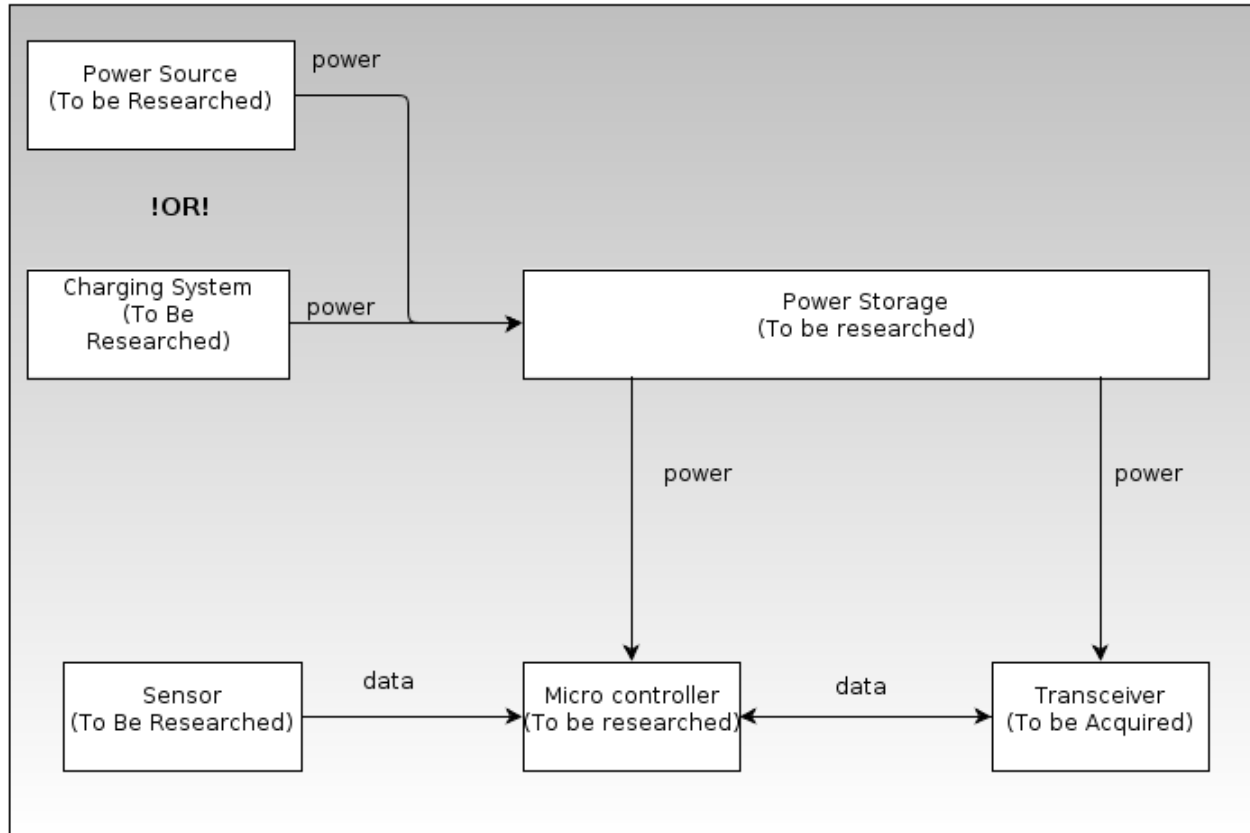 Power Source
(To be Researched)
power
!OR!
Charging System
(To Be
Researched)
power
Power Storage
(To be researched)
power
power
Sensor
(To Be Researched)
data
Micro controller
(To be researched)
data
Transceiver
(To be Acquired)